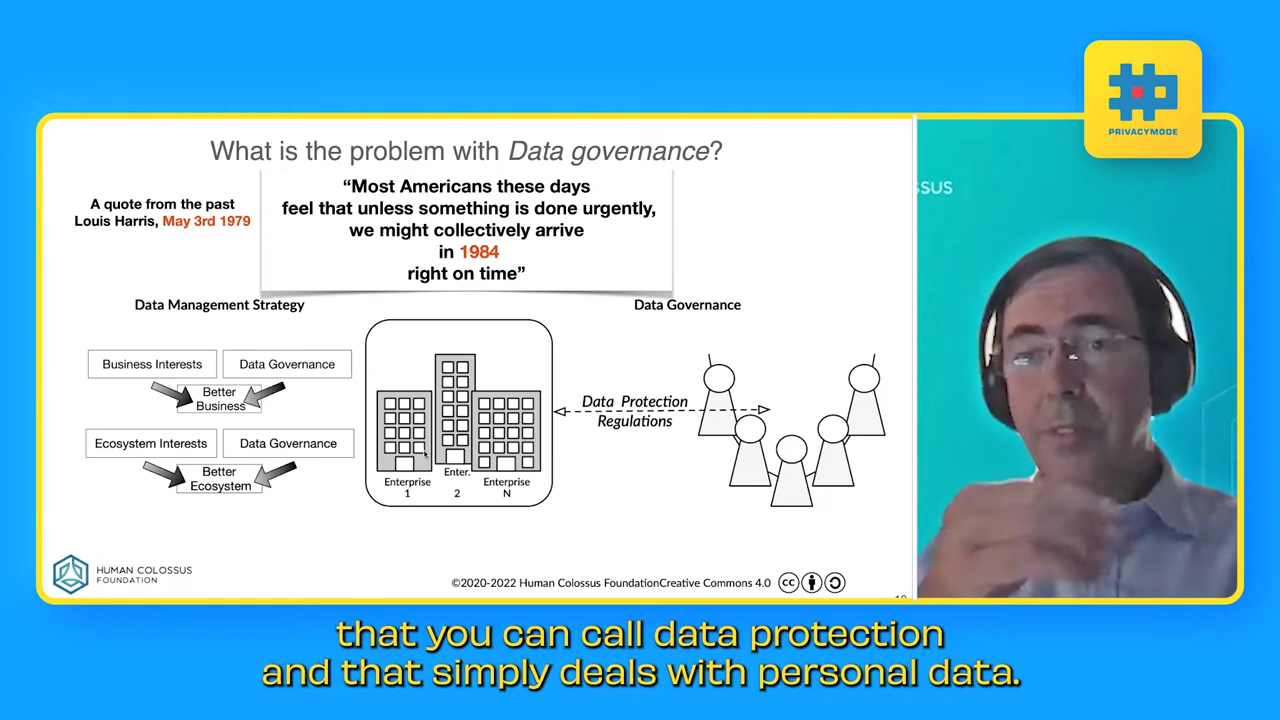 PRIVACYMODE
SSUS
What is the problem with Data governance?
A quote from the past
Louis Harris, May 3rd 1979
“Most Americans these days
feel that unless something is done urgently,
we might collectively arrive
in 1984
right on time”
Data Management Strategy
Data Governance
Business Interests
Data Governance
Better
Business
Ecosystem Interests
Data Governance
Better
Ecosystem
Enterprise
1
Enter.
2
Enterprise
N
Data Protection
Regulations
HUMAN COLOSSUS
FOUNDATION
©2020-2022 Human Colossus FoundationCreative Commons 4.0
cc
that you can call data protection
and that simply deals with personal data.